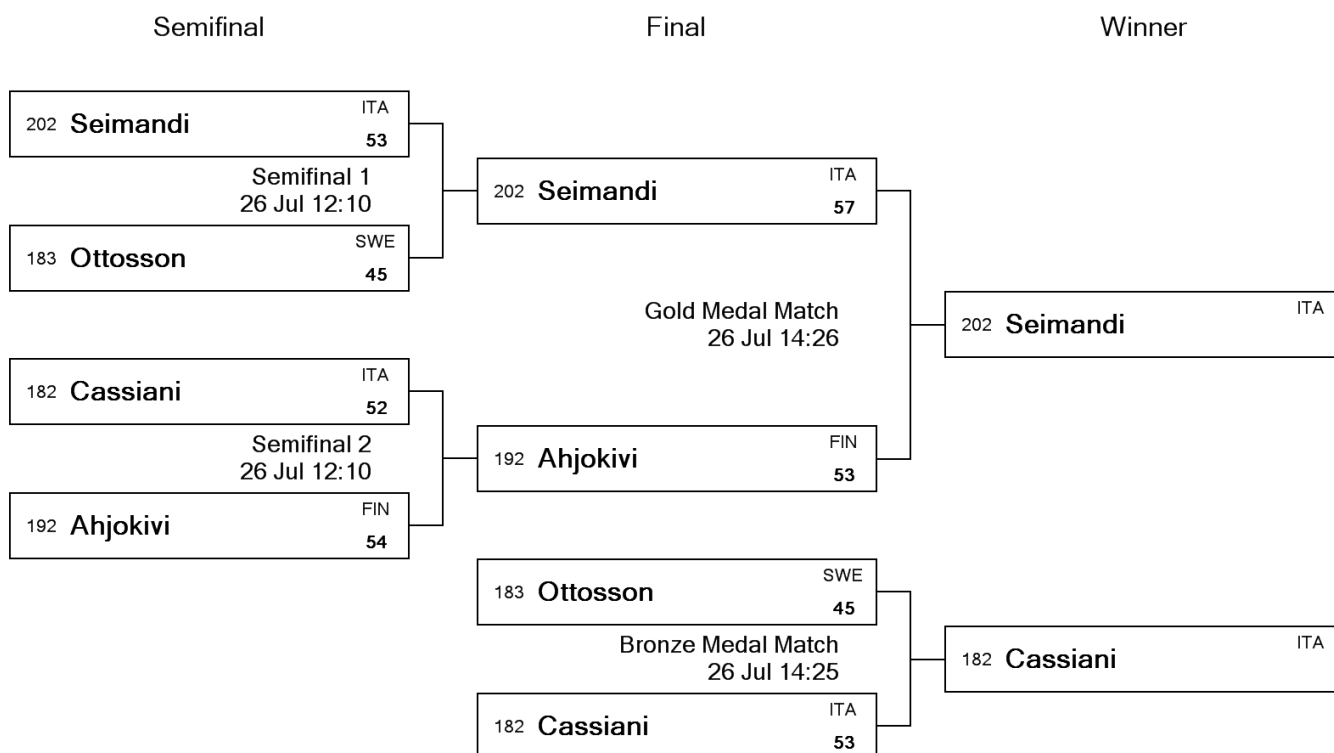 Semifinal Final Winner
202 Seimandi ITA 53
Semifinal 1
26 Jul 12:10
183 Ottosson SWE 45
202 Seimandi ITA 57
Gold Medal Match
26 Jul 14:26
202 Seimandi ITA
182 Cassiani ITA 52
Semifinal 2
26 Jul 12:10
192 Ahjokivi FIN 54
192 Ahjokivi FIN 53
183 Ottosson SWE 45
Bronze Medal Match
26 Jul 14:25
182 Cassiani ITA 53
182 Cassiani ITA